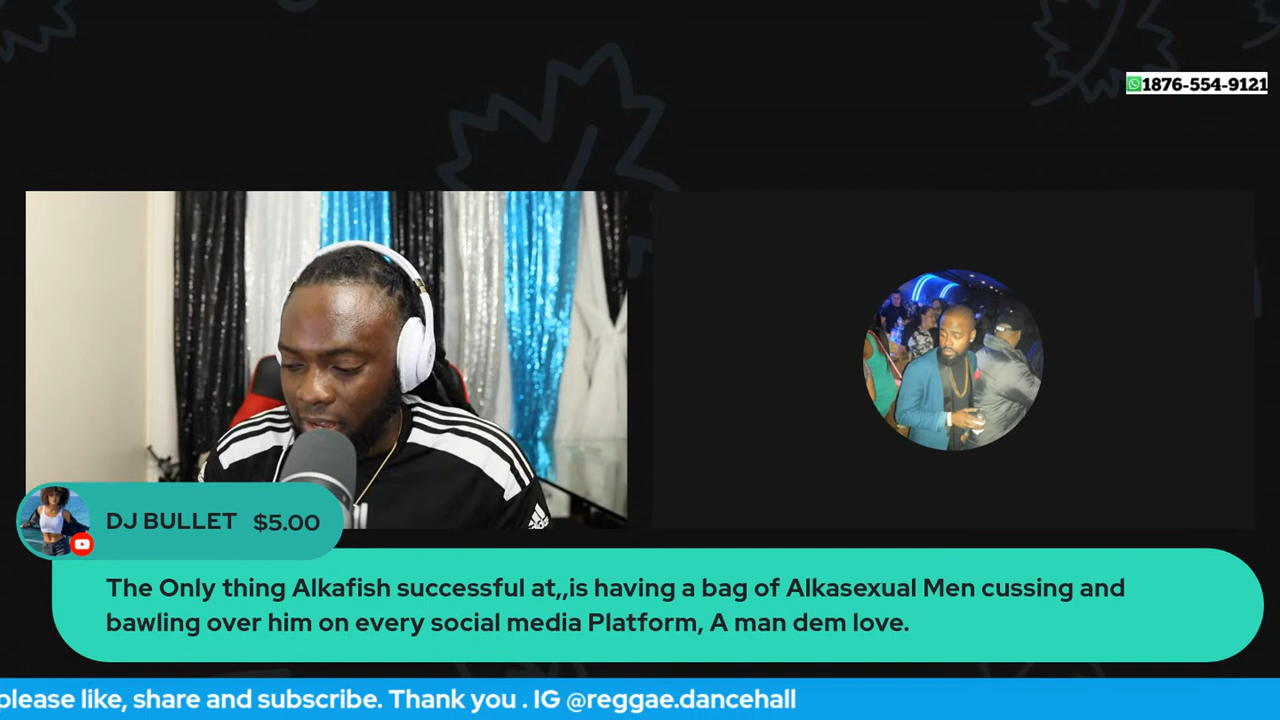 1876-554-9121
DJ BULLET $5.00
The Only thing Alkafish successful at,,is having a bag of Alkasexual Men cussing and
bawling over him on every social media Platform, A man dem love.
please like, share and subscribe. Thank you . IG @reggae.dancehall